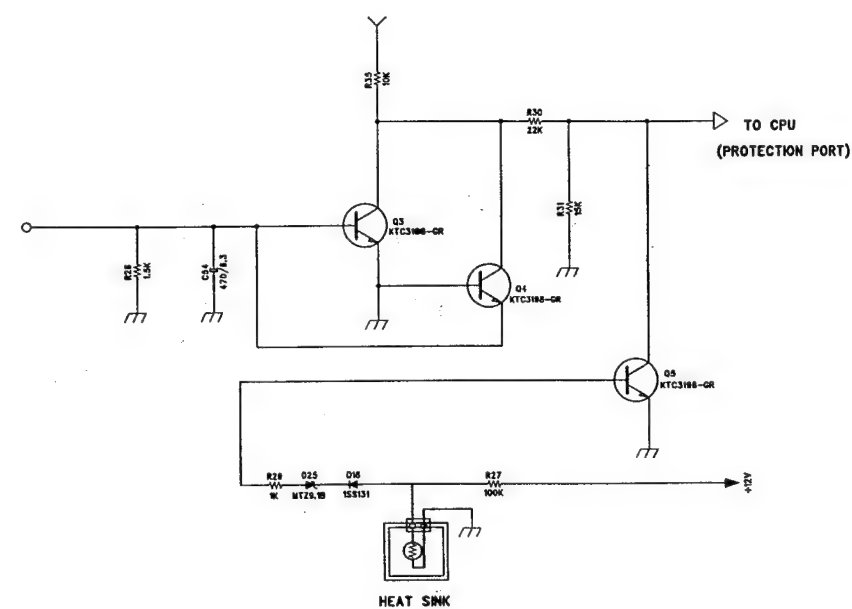 R35
10K
R30
22K
TO CPU
(PROTECTION PORT)
R31
15K
Q3
KTC3198-GR
R28
1.5K
C54
470/6.3
Q4
KTC3198-GR
Q5
KTC3198-GR
R29
1K
D25
MTZ9.1B
D16
1SS131
R27
100K
+12V
HEAT SINK